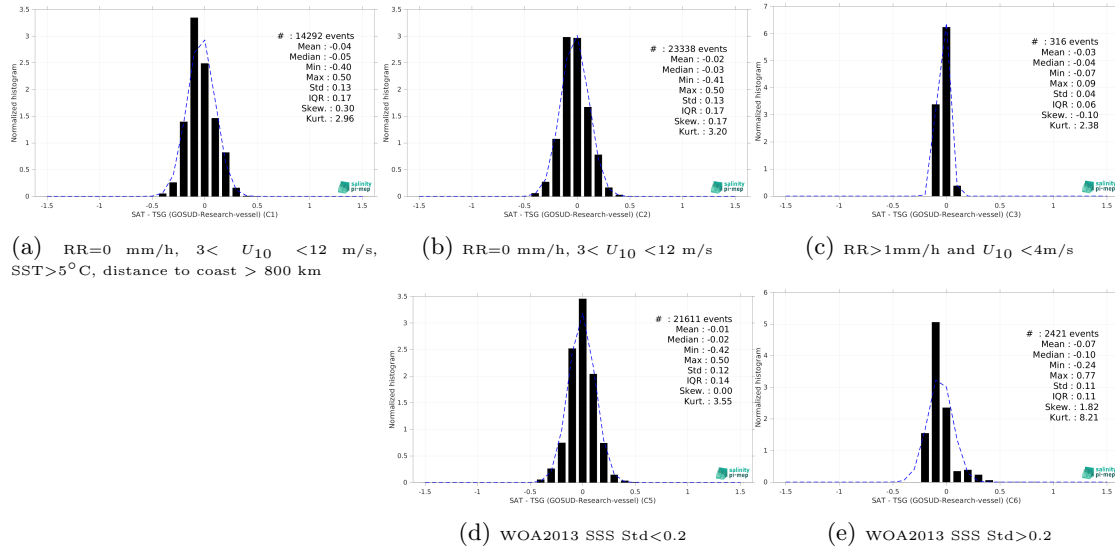 3.5
3
2.5
2
1.5
1
0.5
0
Normalized histogram
# : 14292 events
Mean : -0.04
Median : -0.05
Min : -0.40
Max : 0.50
Std : 0.13
IQR : 0.17
Skew. : 0.30
Kurt. : 2.96
salinity
pi-mep
-1.5 -1 -0.5 0 0.5 1 1.5
SAT - TSG (GOSUD-Research-vessel) (C1)
(a) RR=0 mm/h, 3< U10 <12 m/s,
SST>5°C, distance to coast > 800 km
3.5
3
2.5
2
1.5
1
0.5
0
Normalized histogram
# : 23338 events
Mean : -0.02
Median : -0.03
Min : -0.41
Max : 0.50
Std : 0.13
IQR : 0.17
Skew. : 0.17
Kurt. : 3.20
salinity
pi-mep
-1.5 -1 -0.5 0 0.5 1 1.5
SAT - TSG (GOSUD-Research-vessel) (C2)
(b) RR=0 mm/h, 3< U10 <12 m/s
7
6
5
4
3
2
1
0
Normalized histogram
# : 316 events
Mean : -0.03
Median : -0.04
Min : -0.07
Max : 0.09
Std : 0.04
IQR : 0.06
Skew. : -0.10
Kurt. : 2.38
salinity
pi-mep
-1.5 -1 -0.5 0 0.5 1 1.5
SAT - TSG (GOSUD-Research-vessel) (C3)
(c) RR>1mm/h and U10 <4m/s
3.5
3
2.5
2
1.5
1
0.5
0
Normalized histogram
# : 21611 events
Mean : -0.01
Median : -0.02
Min : -0.42
Max : 0.50
Std : 0.12
IQR : 0.14
Skew. : 0.00
Kurt. : 3.55
salinity
pi-mep
-1.5 -1 -0.5 0 0.5 1 1.5
SAT - TSG (GOSUD-Research-vessel) (C5)
(d) WOA2013 SSS Std<0.2
6
5
4
3
2
1
0
Normalized histogram
# : 2421 events
Mean : -0.07
Median : -0.10
Min : -0.24
Max : 0.77
Std : 0.11
IQR : 0.11
Skew. : 1.82
Kurt. : 8.21
salinity
pi-mep
-1.5 -1 -0.5 0 0.5 1 1.5
SAT - TSG (GOSUD-Research-vessel) (C6)
(e) WOA2013 SSS Std>0.2